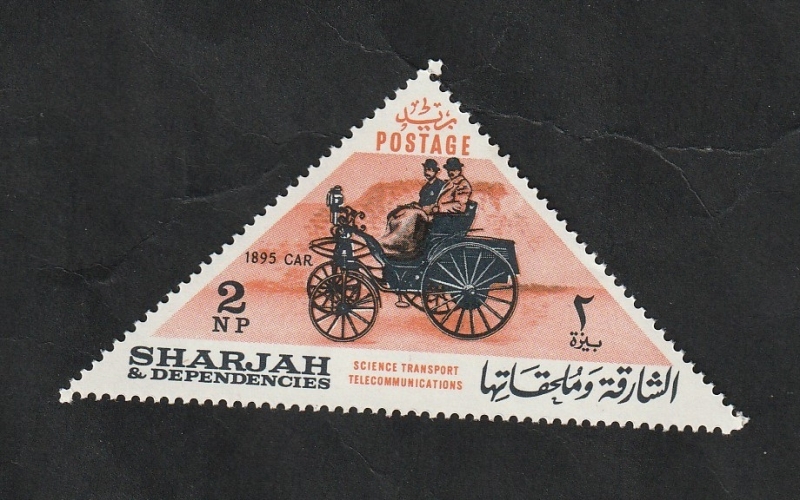 بريد
POSTAGE
1895 CAR
2
NP
٢
بيزة
SHARJAH
& DEPENDENCIES
SCIENCE TRANSPORT
TELECOMMUNICATIONS
الشارقة وملحقاتها